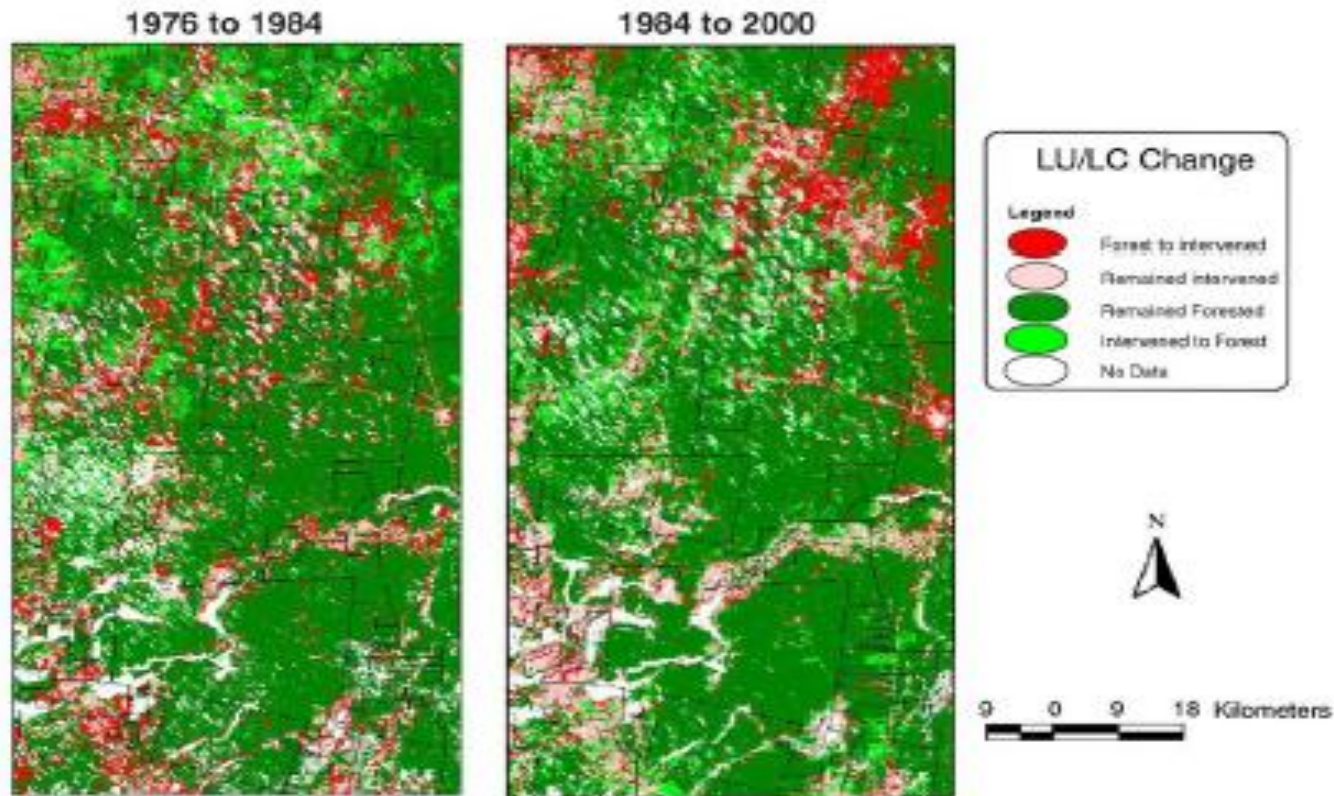 1976 to 1984
1984 to 2000
LU/LC Change
Legend
Forest to intervened
Remained intervened
Remained Forested
Intervened to Forest
No Data
N
9 0 9 18 Kilometers